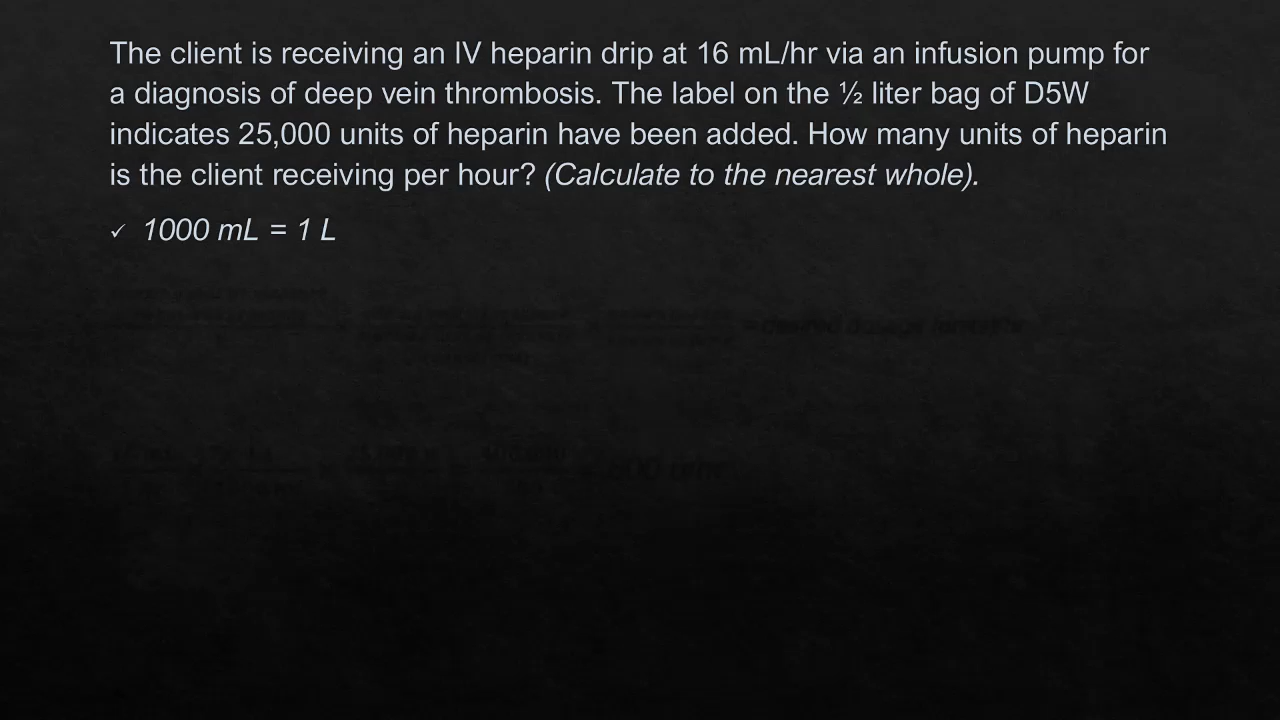 The client is receiving an IV heparin drip at 16 mL/hr via an infusion pump for
a diagnosis of deep vein thrombosis. The label on the ½ liter bag of D5W
indicates 25,000 units of heparin have been added. How many units of heparin
is the client receiving per hour? (Calculate to the nearest whole).
✓ 1000 mL = 1 L